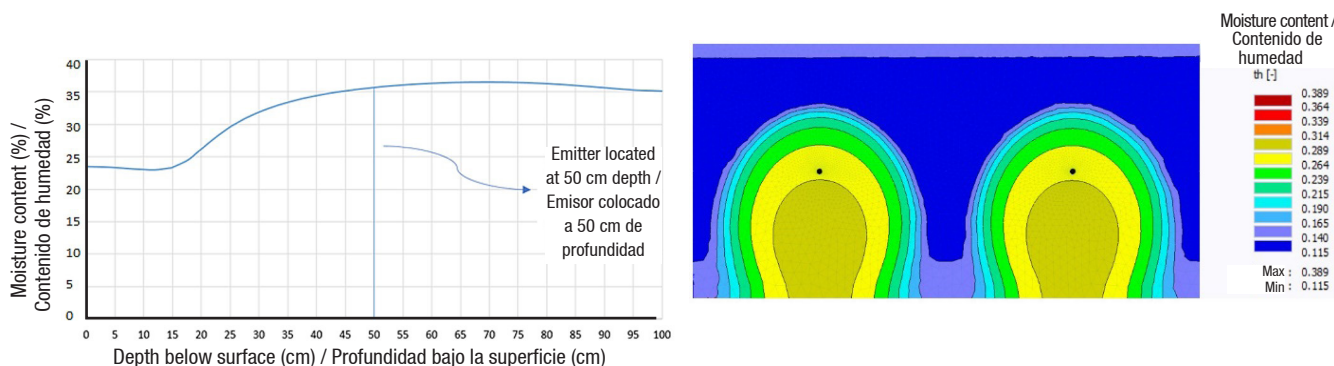 Moisture content (%) /
Contenido de humedad (%)
40
35
30
25
20
15
10
5
0
0 5 10 15 20 25 30 35 40 45 50 55 60 65 70 75 80 85 90 95 100
Depth below surface (cm) / Profundidad bajo la superficie (cm)
Emitter located
at 50 cm depth /
Emisor colocado
a 50 cm de
profundidad
Moisture content /
Contenido de
humedad
th [-]
0.389
0.364
0.339
0.314
0.289
0.264
0.239
0.215
0.190
0.165
0.140
0.115
Max : 0.389
Min : 0.115